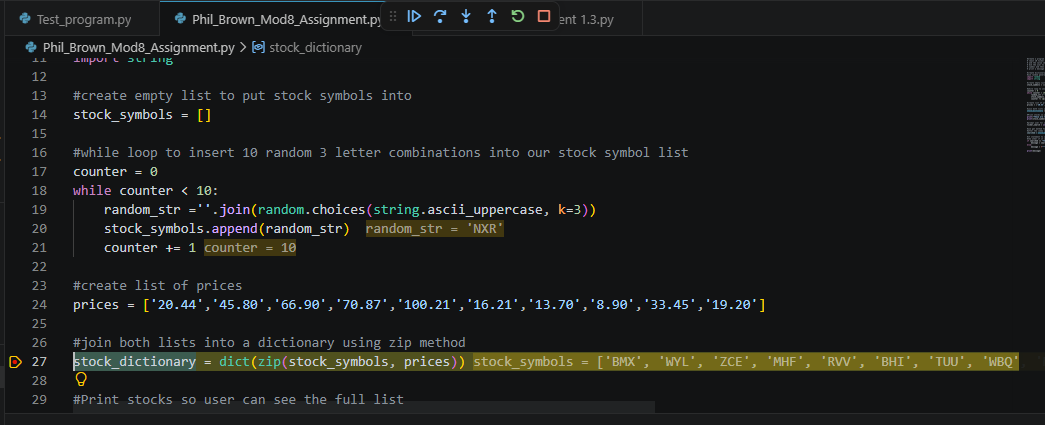 Test_program.py Phil_Brown_Mod8_Assignment.py ent 1.3.py
Phil_Brown_Mod8_Assignment.py > stock_dictionary
11 import string
12
13 #create empty list to put stock symbols into
14 stock_symbols = []
15
16 #while loop to insert 10 random 3 letter combinations into our stock symbol list
17 counter = 0
18 while counter < 10:
19 random_str =''.join(random.choices(string.ascii_uppercase, k=3))
20 stock_symbols.append(random_str) random_str = 'NXR'
21 counter += 1 counter = 10
22
23 #create list of prices
24 prices = ['20.44','45.80','66.90','70.87','100.21','16.21','13.70','8.90','33.45','19.20']
25
26 #join both lists into a dictionary using zip method
27 stock_dictionary = dict(zip(stock_symbols, prices)) stock_symbols = ['BMX', 'WYL', 'ZCE', 'MHF', 'RVV', 'BHI', 'TUU', 'WBQ'
28
29 #Print stocks so user can see the full list